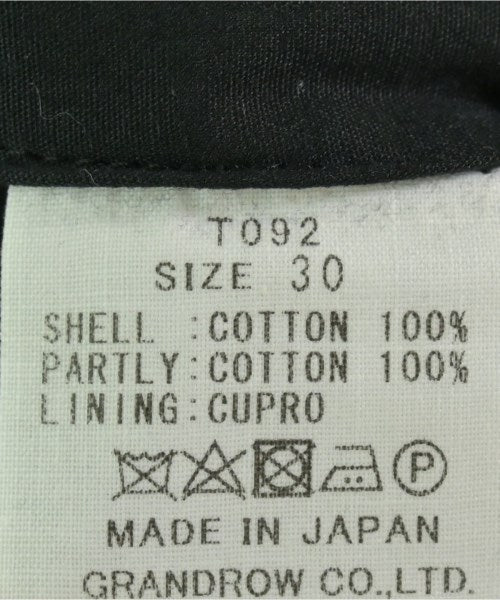 T092
SIZE 30
SHELL :COTTON 100%
PARTLY:COTTON 100%
LINING:CUPRO
P
MADE IN JAPAN
GRANDROW CO.,LTD.